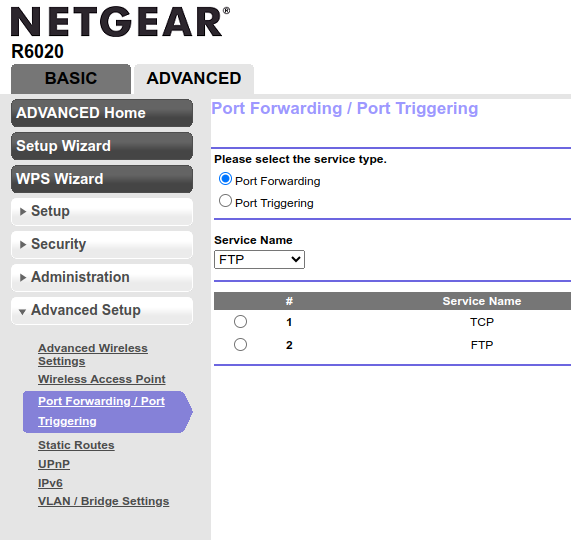 NETGEAR®
R6020
BASIC
ADVANCED
ADVANCED Home
Setup Wizard
WPS Wizard
Setup
Security
Administration
Advanced Setup
Advanced Wireless
Settings
Wireless Access Point
Port Forwarding / Port
Triggering
Static Routes
UPnP
IPv6
VLAN / Bridge Settings
Port Forwarding / Port Triggering
Please select the service type.
Port Forwarding
Port Triggering
Service Name
FTP
# Service Name
1 TCP
2 FTP